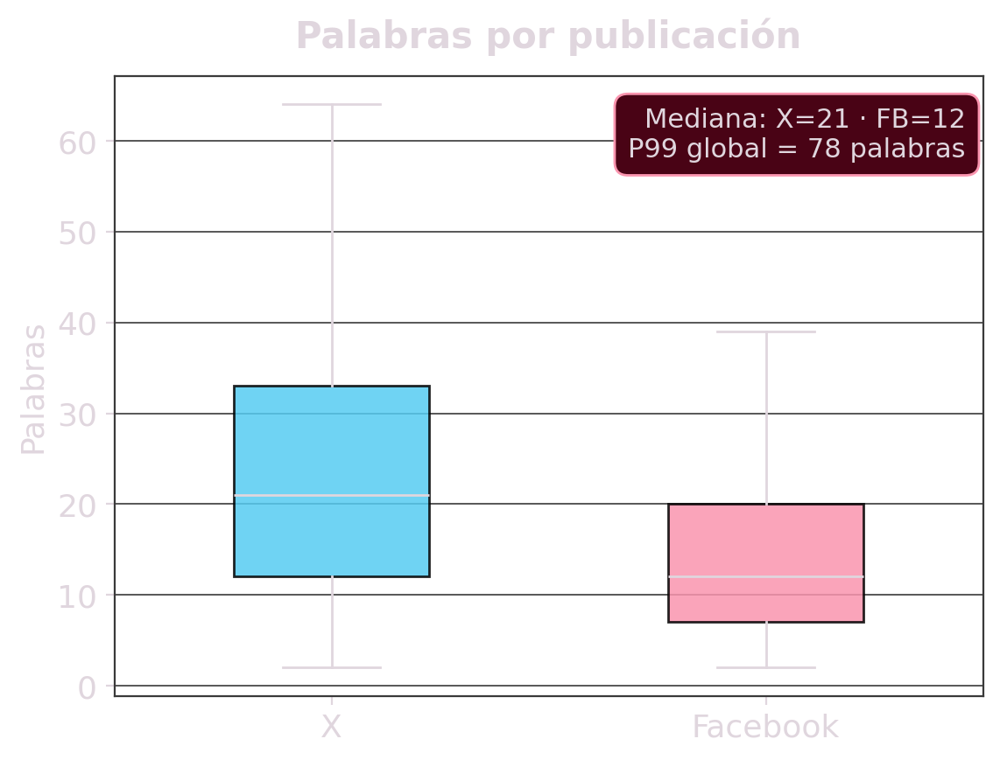 Palabras por publicación
Mediana: X=21 · FB=12
P99 global = 78 palabras
Palabras
60
50
40
30
20
10
0
X
Facebook